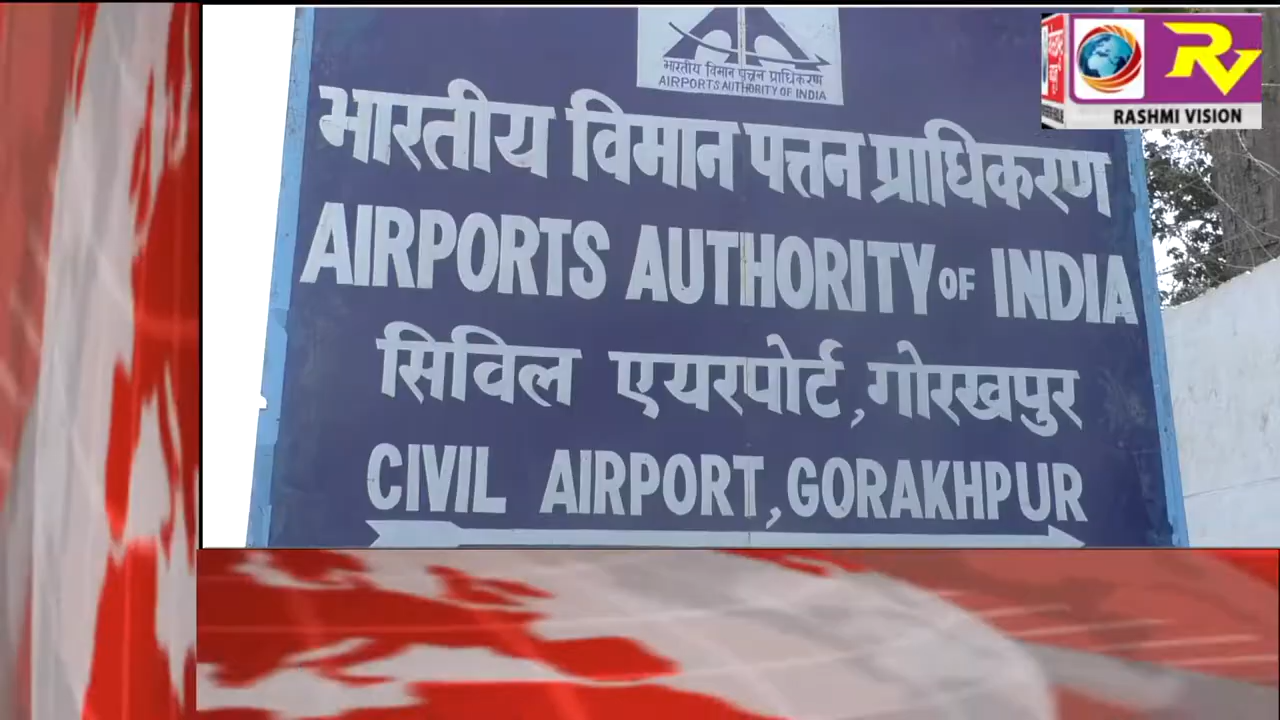 भारतीय विमान पत्तन प्राधिकरण
AIRPORTS AUTHORITY OF INDIA
RV
RASHMI VISION
भारतीय विमान पत्तन प्राधिकरण
AIRPORTS AUTHORITY OF INDIA
सिविल एयरपोर्ट, गोरखपुर
CIVIL AIRPORT, GORAKHPUR